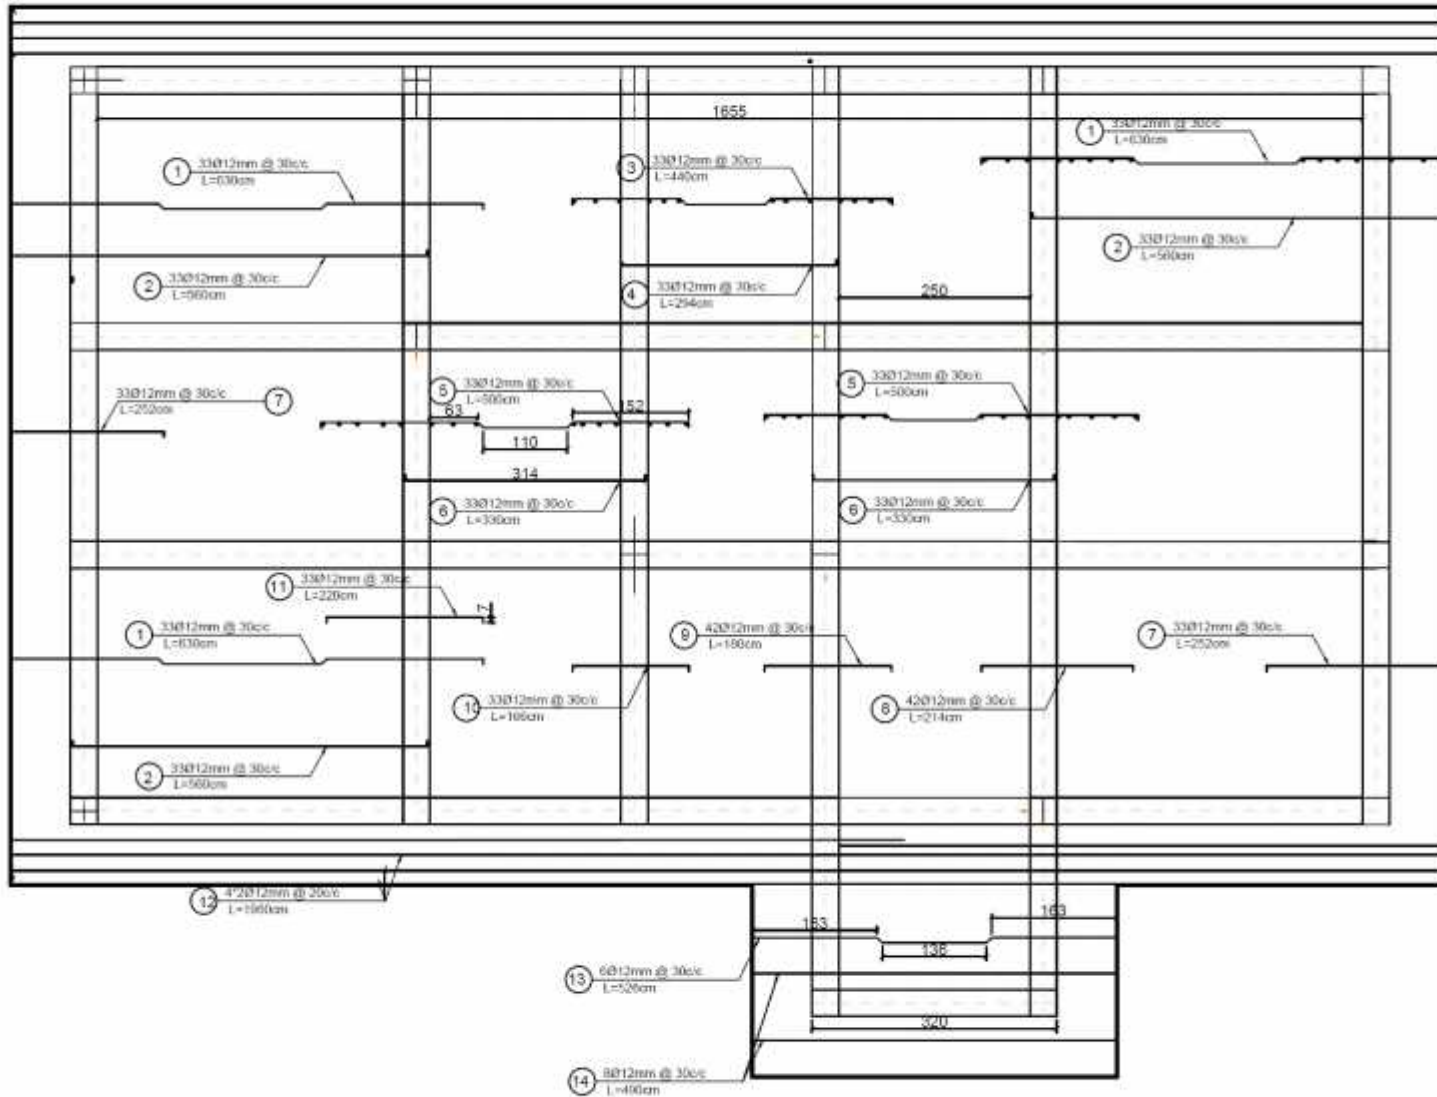 1655
1
33Ø12mm @ 30c/c
L=630cm
1
33Ø12mm @ 30c/c
L=630cm
3
33Ø12mm @ 30c/c
L=440cm
2
33Ø12mm @ 30c/c
L=560cm
2
33Ø12mm @ 30c/c
L=560cm
4
33Ø12mm @ 30c/c
L=294cm
250
33Ø12mm @ 30c/c
L=252cm
7
5
33Ø12mm @ 30c/c
L=500cm
63
152
110
314
5
33Ø12mm @ 30c/c
L=500cm
6
33Ø12mm @ 30c/c
L=330cm
6
33Ø12mm @ 30c/c
L=330cm
11
33Ø12mm @ 30c/c
L=220cm
7
1
33Ø12mm @ 30c/c
L=630cm
9
42Ø12mm @ 30c/c
L=190cm
7
33Ø12mm @ 30c/c
L=252cm
10
33Ø12mm @ 30c/c
L=166cm
8
42Ø12mm @ 30c/c
L=214cm
2
33Ø12mm @ 30c/c
L=560cm
12
4*2Ø12mm @ 20c/c
L=1960cm
163
163
136
13
6Ø12mm @ 30c/c
L=526cm
320
14
8Ø12mm @ 30c/c
L=490cm